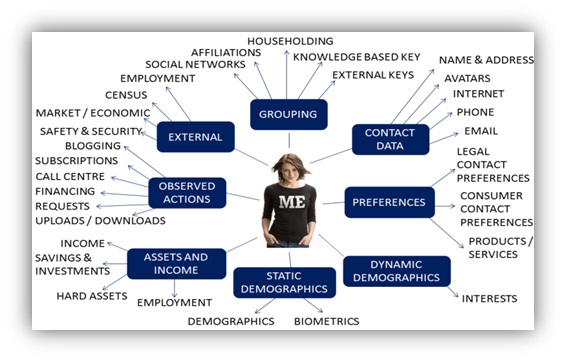 HOUSEHOLDING
AFFILIATIONS
SOCIAL NETWORKS
KNOWLEDGE BASED KEY
EXTERNAL KEYS
GROUPING
NAME & ADDRESS
AVATARS
INTERNET
PHONE
EMAIL
CONTACT
DATA
EMPLOYMENT
CENSUS
MARKET / ECONOMIC
SAFETY & SECURITY
EXTERNAL
BLOGGING
SUBSCRIPTIONS
CALL CENTRE
FINANCING
REQUESTS
UPLOADS / DOWNLOADS
OBSERVED
ACTIONS
ME
LEGAL
CONTACT
PREFERENCES
CONSUMER
CONTACT
PREFERENCES
PRODUCTS /
SERVICES
PREFERENCES
INCOME
SAVINGS &
INVESTMENTS
HARD ASSETS
EMPLOYMENT
ASSETS AND
INCOME
STATIC
DEMOGRAPHICS
DEMOGRAPHICS
BIOMETRICS
DYNAMIC
DEMOGRAPHICS
INTERESTS